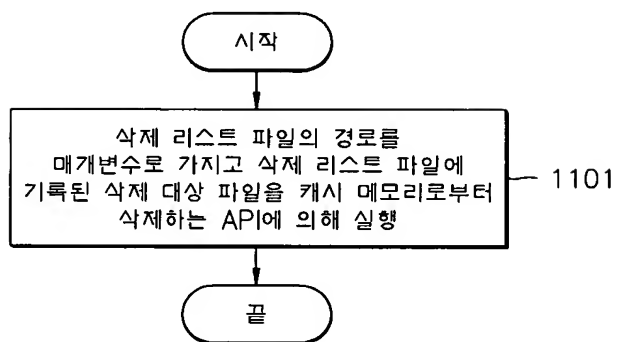 시작
삭제 리스트 파일의 경로를
매개변수로 가지고 삭제 리스트 파일에
기록된 삭제 대상 파일을 캐시 메모리로부터
삭제하는 API에 의해 실행
1101
끝